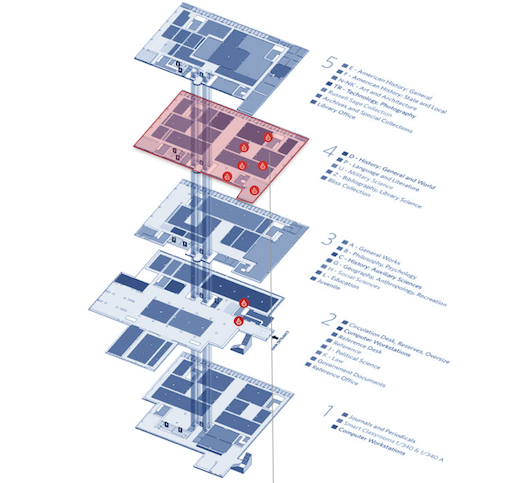 5
E - American History: General
F - American History: State and Local
N-NK - Art and Architecture
TR - Technology: Photography
Russell Sage Collection
Archives and Special Collections
Library Office
4
D - History: General and World
P - Language and Literature
U - Military Science
Z - Bibliography, Library Science
Bliss Collection
3
A - General Works
B - Philosophy, Psychology
C - History: Auxiliary Sciences
G - Geography, Anthropology, Recreation
H - Social Sciences
L - Education
Juvenile
2
Circulation Desk, Reserves, Oversize
Computer Workstations
Reference Desk
Reference
J - Political Science
K - Law
Government Documents
Reference Office
1
Journals and Periodicals
Smart Classrooms L/340 & L/340 A
Computer Workstations